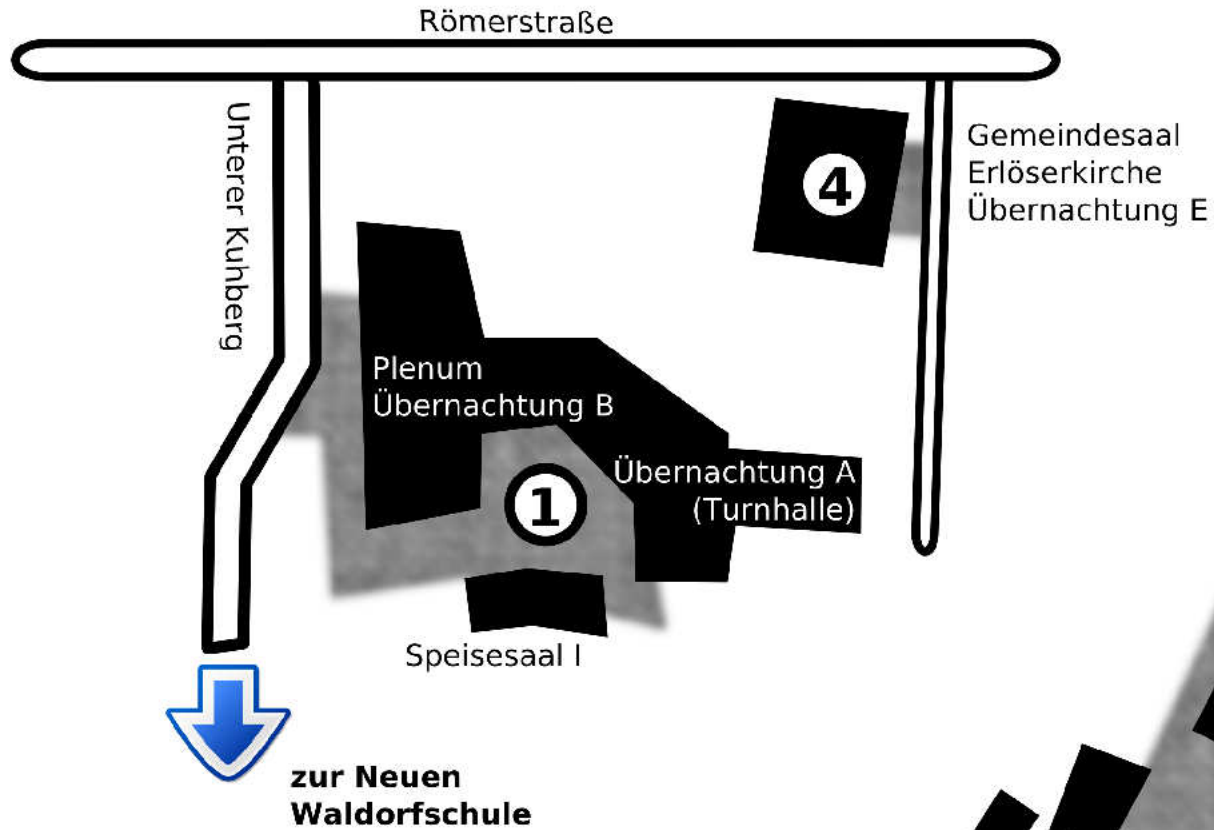 Römerstraße
Unterer Kuhberg
4
Gemeindesaal
Erlöserkirche
Übernachtung E
Plenum
Übernachtung B
Übernachtung A
(Turnhalle)
1
Speisesaal I
zur Neuen
Waldorfschule